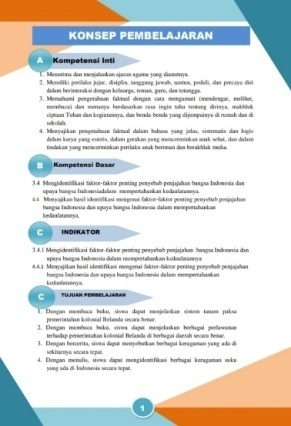 KONSEP PEMBELAJARAN
A Kompetensi Inti
1. Menerima dan menjalankan ajaran agama yang dianutnya.
2. Memiliki perilaku jujur, disiplin, tanggung jawab, santun, peduli, dan percaya diri
dalam berinteraksi dengan keluarga, teman, guru, dan tetangga.
3. Memahami pengetahuan faktual dengan cara mengamati (mendengar, melihat,
membaca) dan menanya berdasarkan rasa ingin tahu tentang dirinya, makhluk
ciptaan Tuhan dan kegiatannya, dan benda-benda yang dijumpainya di rumah dan di
sekolah.
4. Menyajikan pengetahuan faktual dalam bahasa yang jelas, sistematis dan logis
dalam karya yang estetis, dalam gerakan yang mencerminkan anak sehat, dan dalam
tindakan yang mencerminkan perilaku anak beriman dan berakhlak mulia.
B Kompetensi Dasar
3.4 Mengidentifikasi faktor-faktor penting penyebab penjajahan bangsa Indonesia dan
upaya bangsa Indonesiadalam mempertahankan kedaulatannya.
4.4 Menyajikan hasil identifikasi mengenai faktor-faktor penting penyebab penjajahan
bangsa Indonesia dan upaya bangsa Indonesia dalam mempertahankan
kedaulatannya.
C INDIKATOR
3.4.1 Mengidentifikasi faktor-faktor penting penyebab penjajahan bangsa Indonesia dan
upaya bangsa Indonesia dalam mempertahankan kedaulatannya
4.4.1 Menyajikan hasil identifikasi mengenai faktor-faktor penting penyebab penjajahan
bangsa Indonesia dan upaya bangsa Indonesia dalam mempertahankan
kedaulatannya.
C TUJUAN PEMBELAJARAN
1. Dengan membaca buku, siswa dapat menjelaskan sistem tanam paksa
pemerintahan kolonial Belanda secara benar.
2. Dengan membaca buku, siswa dapat menjelaskan berbagai perlawanan
terhadap pemerintahan kolonial Belanda di berbagai daerah secara benar.
3. Dengan bercerita, siswa dapat menyebutkan berbagai keragaman yang ada di
sekitarnya secara tepat.
4. Dengan menulis, siswa dapat mengidentifikasi berbagai keragaman suku
yang ada di Indonesia secara tepat.
1